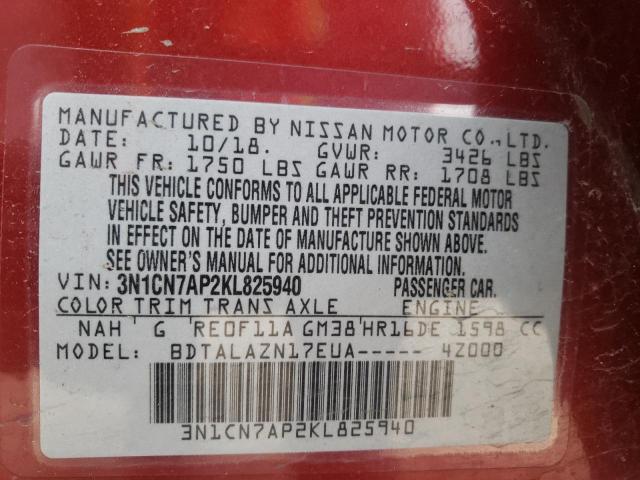 MANUFACTURED BY NISSAN MOTOR CO., LTD.
DATE: 10/18. GVWR: 3426 LBS
GAWR FR: 1750 LBS GAWR RR: 1708 LBS
THIS VEHICLE CONFORMS TO ALL APPLICABLE FEDERAL MOTOR
VEHICLE SAFETY, BUMPER AND THEFT PREVENTION STANDARDS
IN EFFECT ON THE DATE OF MANUFACTURE SHOWN ABOVE.
SEE OWNER'S MANUAL FOR ADDITIONAL INFORMATION.
VIN: 3N1CN7AP2KL825940 PASSENGER CAR.
COLOR TRIM TRANS AXLE ENGINE
NAH G RE0F11A GM38 HR16DE 1598 CC
MODEL: BDTALAZN17EUA----- 4Z000
3N1CN7AP2KL825940